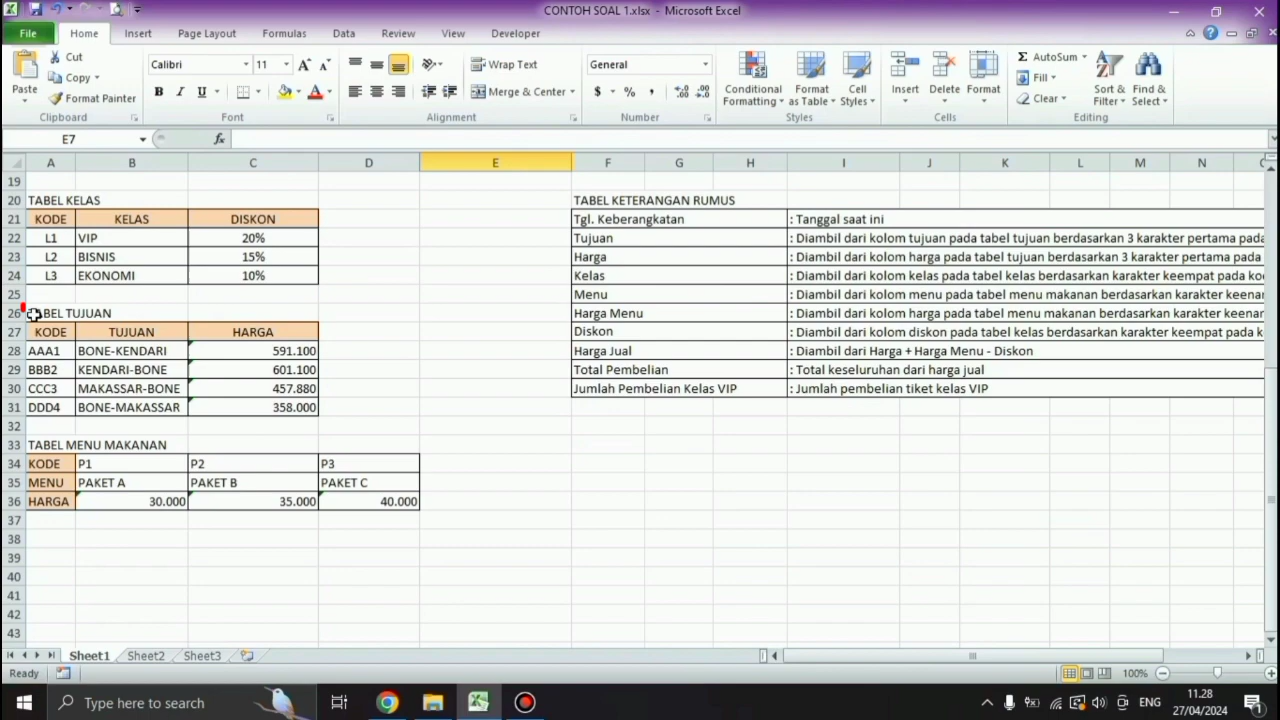 CONTOH SOAL 1.xlsx - Microsoft Excel
File Home Insert Page Layout Formulas Data Review View Developer
Paste Cut Copy Format Painter Clipboard
Calibri 11 A A B I U A Font
Wrap Text Merge & Center Alignment
General $ % , Number
Conditional Formatting Format as Table Cell Styles Styles
Insert Delete Format Cells
Σ AutoSum Fill Clear Sort & Filter Find & Select Editing
E7 fx
A B C D E F G H I J K L M N
19
20 TABEL KELAS TABEL KETERANGAN RUMUS
21 KODE KELAS DISKON Tgl. Keberangkatan : Tanggal saat ini
22 L1 VIP 20% Tujuan : Diambil dari kolom tujuan pada tabel tujuan berdasarkan 3 karakter pertama pada
23 L2 BISNIS 15% Harga : Diambil dari kolom harga pada tabel tujuan berdasarkan 3 karakter pertama pada
24 L3 EKONOMI 10% Kelas : Diambil dari kolom kelas pada tabel kelas berdasarkan karakter keempat pada ko
25 Menu : Diambil dari kolom menu pada tabel menu makanan berdasarkan karakter keenam
26 TABEL TUJUAN Harga Menu : Diambil dari kolom harga pada tabel menu makanan berdasarkan karakter keenam
27 KODE TUJUAN HARGA Diskon : Diambil dari kolom diskon pada tabel kelas berdasarkan karakter keempat pada k
28 AAA1 BONE-KENDARI 591.100 Harga Jual : Diambil dari Harga + Harga Menu - Diskon
29 BBB2 KENDARI-BONE 601.100 Total Pembelian : Total keseluruhan dari harga jual
30 CCC3 MAKASSAR-BONE 457.880 Jumlah Pembelian Kelas VIP : Jumlah pembelian tiket kelas VIP
31 DDD4 BONE-MAKASSAR 358.000
32
33 TABEL MENU MAKANAN
34 KODE P1 P2 P3
35 MENU PAKET A PAKET B PAKET C
36 HARGA 30.000 35.000 40.000
37
38
39
40
41
42
43
Sheet1 Sheet2 Sheet3
Ready 100%
Type here to search ENG 11.28
27/04/2024